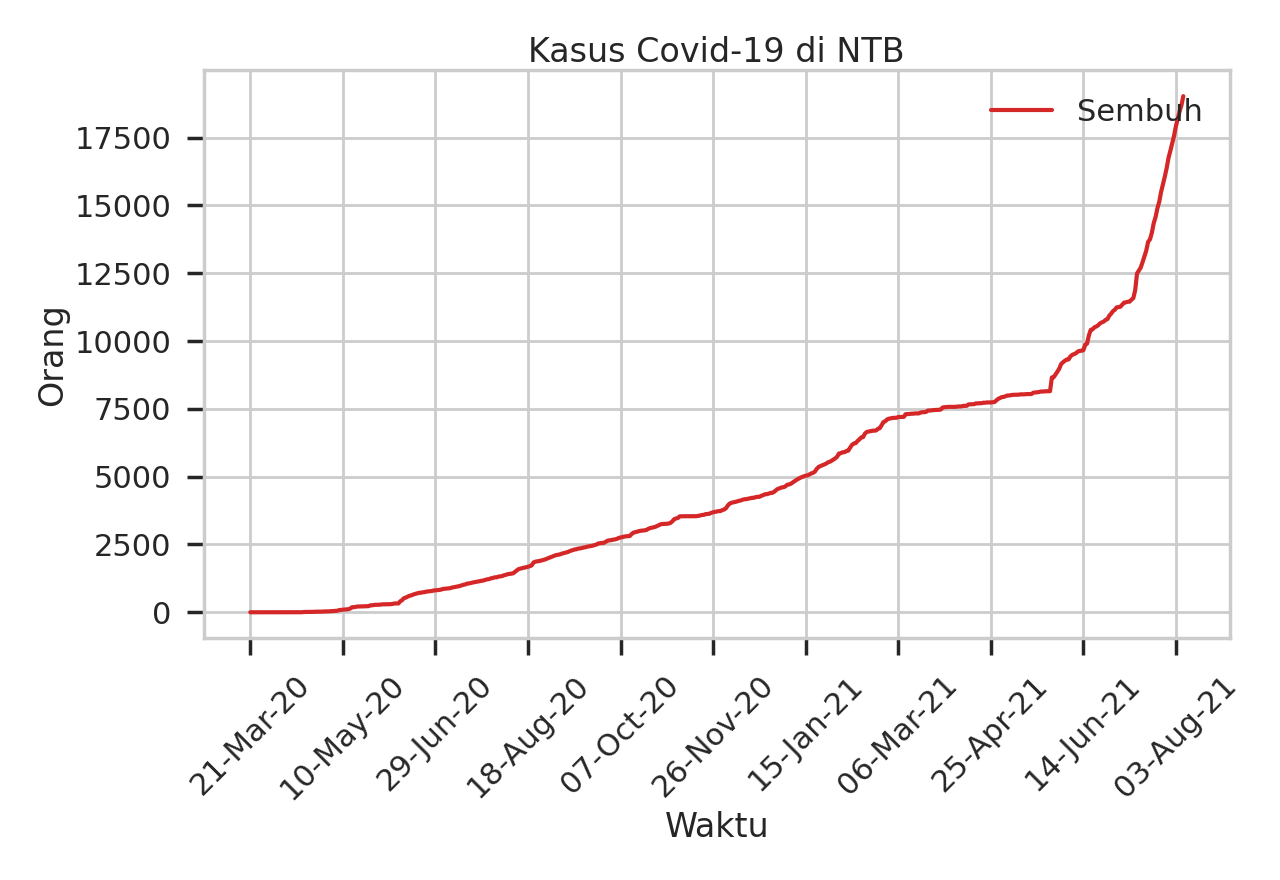 Kasus Covid-19 di NTB
Sembuh
17500
15000
12500
10000
7500
5000
2500
0
Orang
21-Mar-20
10-May-20
29-Jun-20
18-Aug-20
07-Oct-20
26-Nov-20
15-Jan-21
06-Mar-21
25-Apr-21
14-Jun-21
03-Aug-21
Waktu